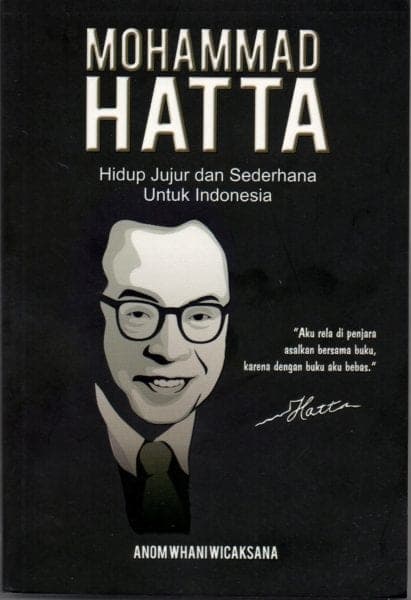 MOHAMMAD
HATTA
Hidup Jujur dan Sederhana
Untuk Indonesia
"Aku rela di penjara
asalkan bersama buku,
karena dengan buku aku bebas."
Hatta
ANOM WHANI WICAKSANA